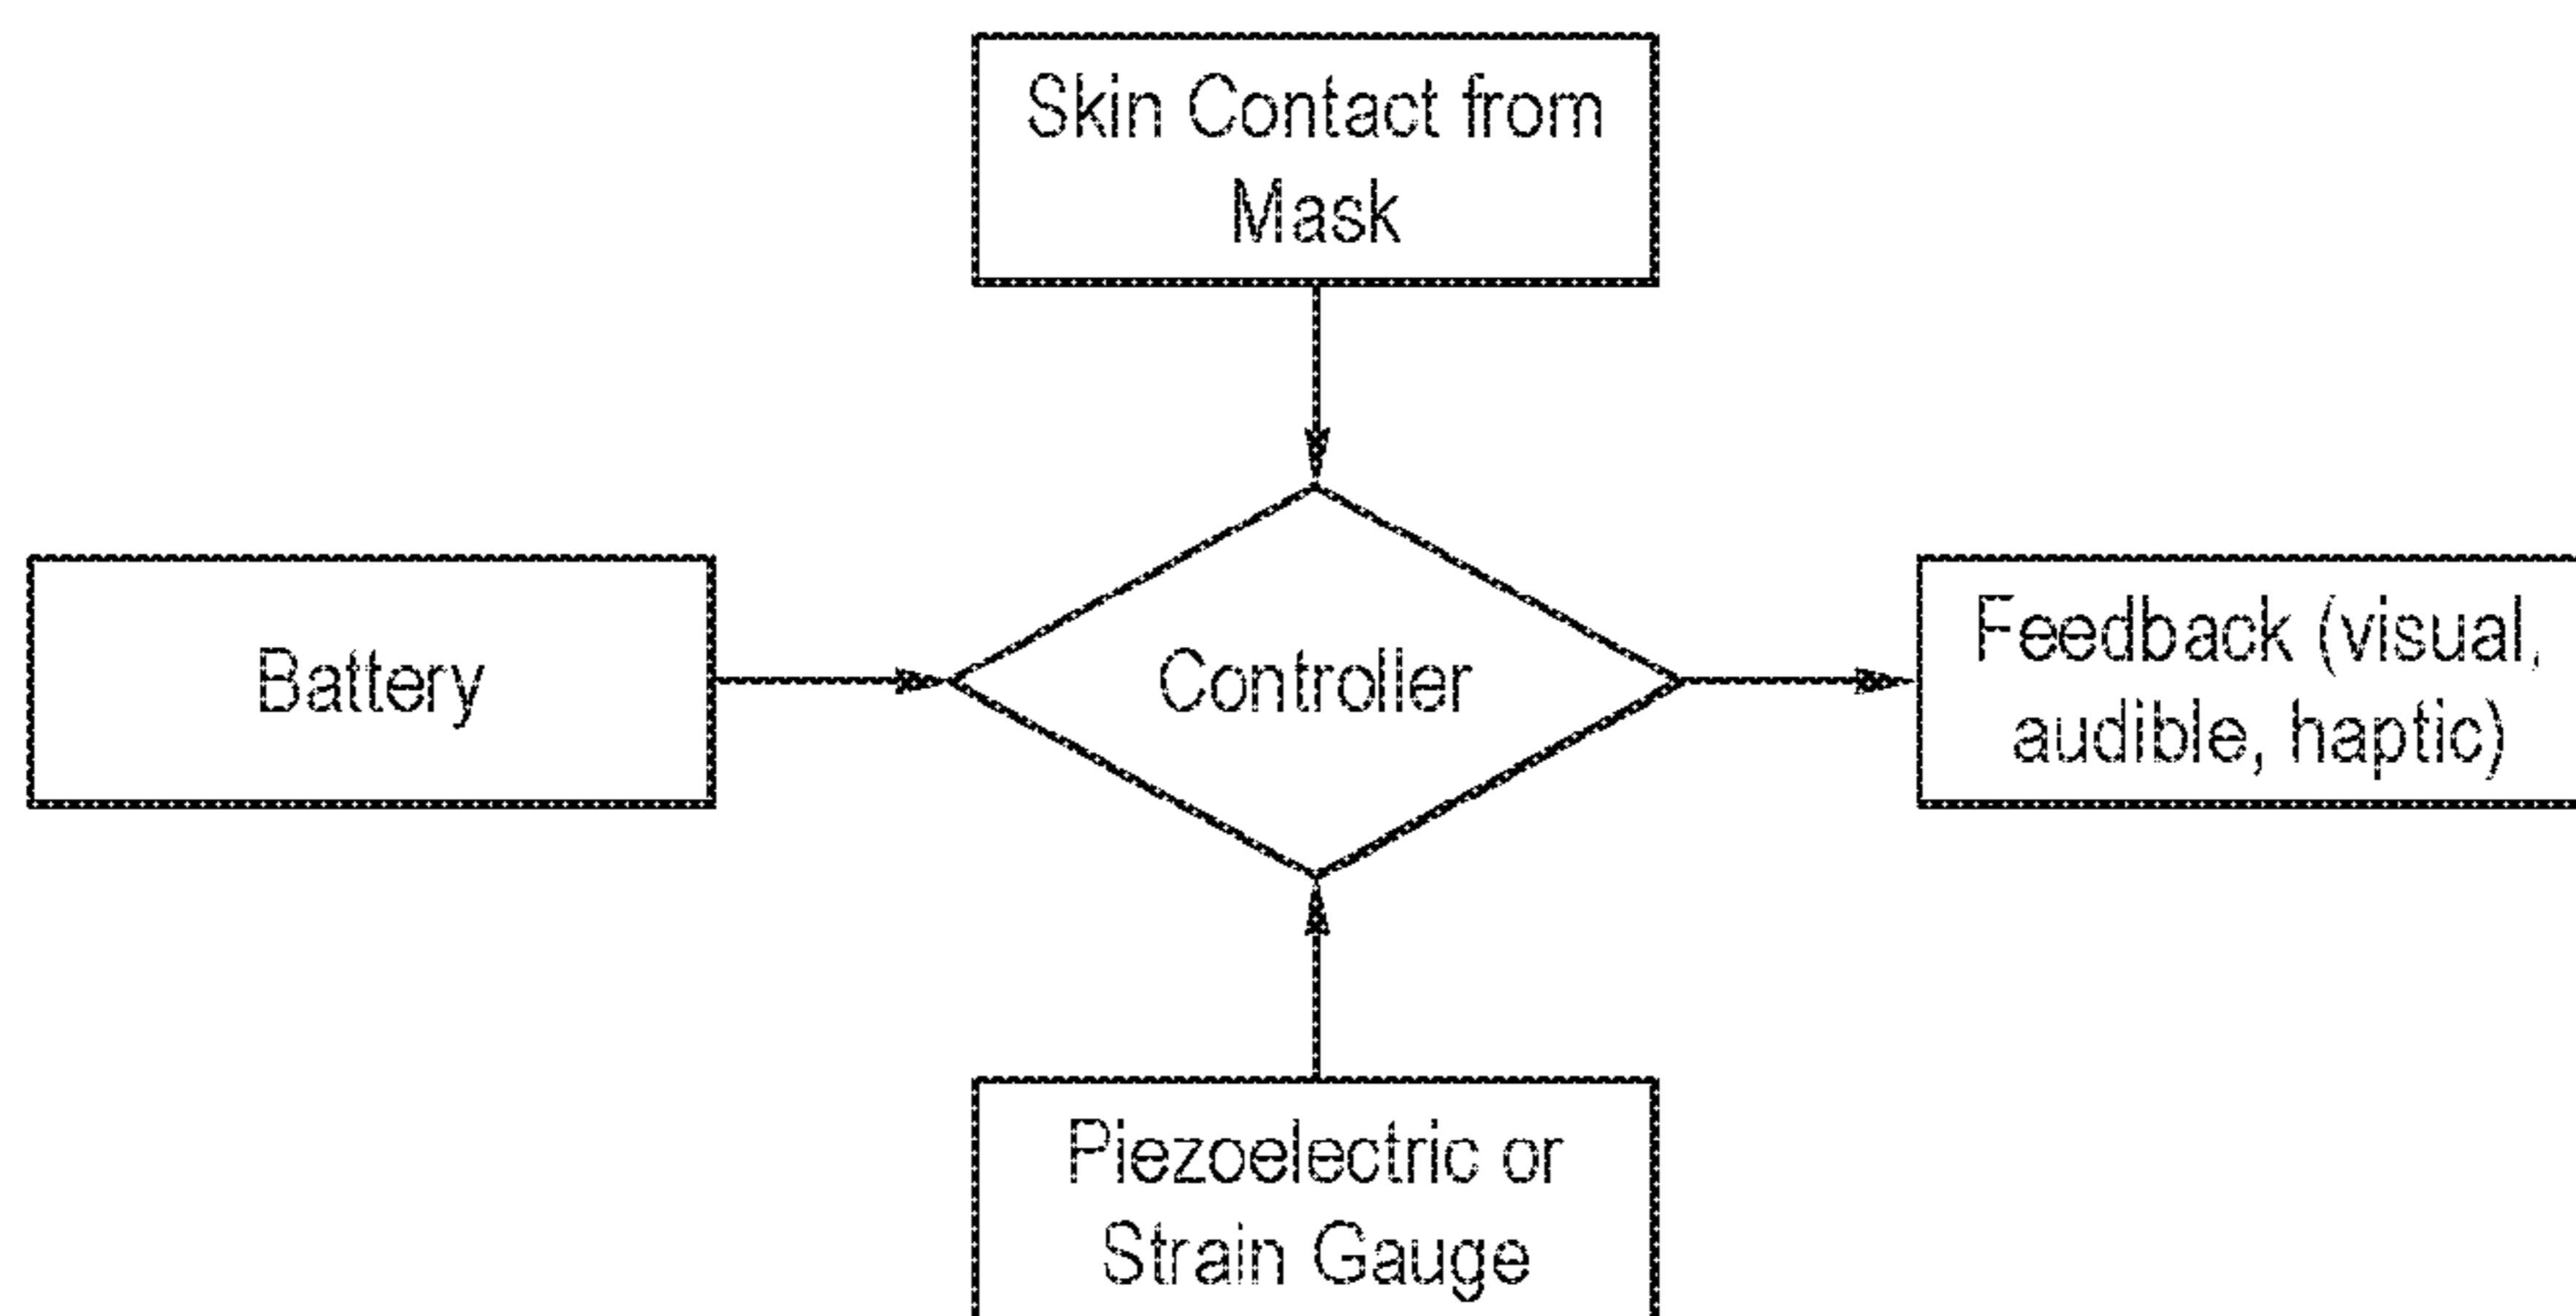 Skin Contact from
Mask
Battery
Controller
Feedback (visual,
audible, haptic)
Piezoelectric or
Strain Gauge